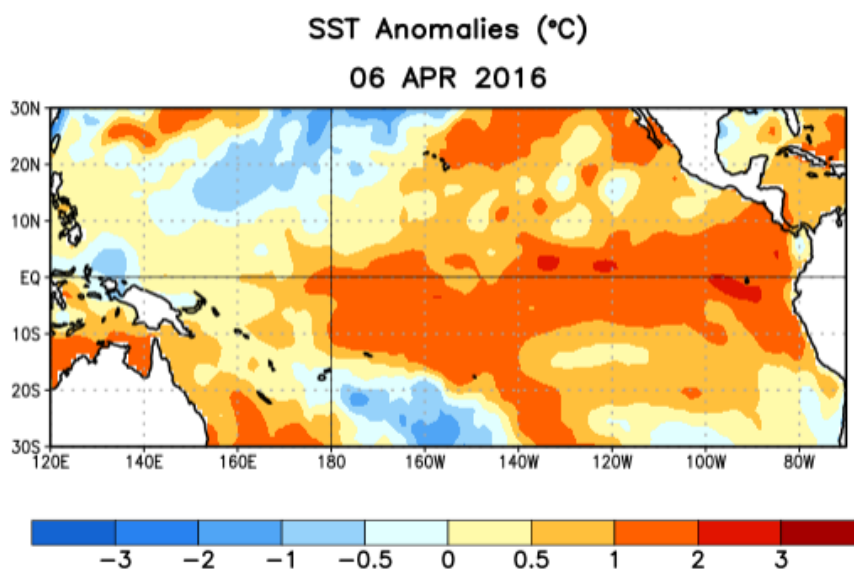 SST Anomalies (°C)
06 APR 2016
30N
20N
10N
EQ
10S
20S
30S
120E 140E 160E 180 160W 140W 120W 100W 80W
-3 -2 -1 -0.5 0 0.5 1 2 3